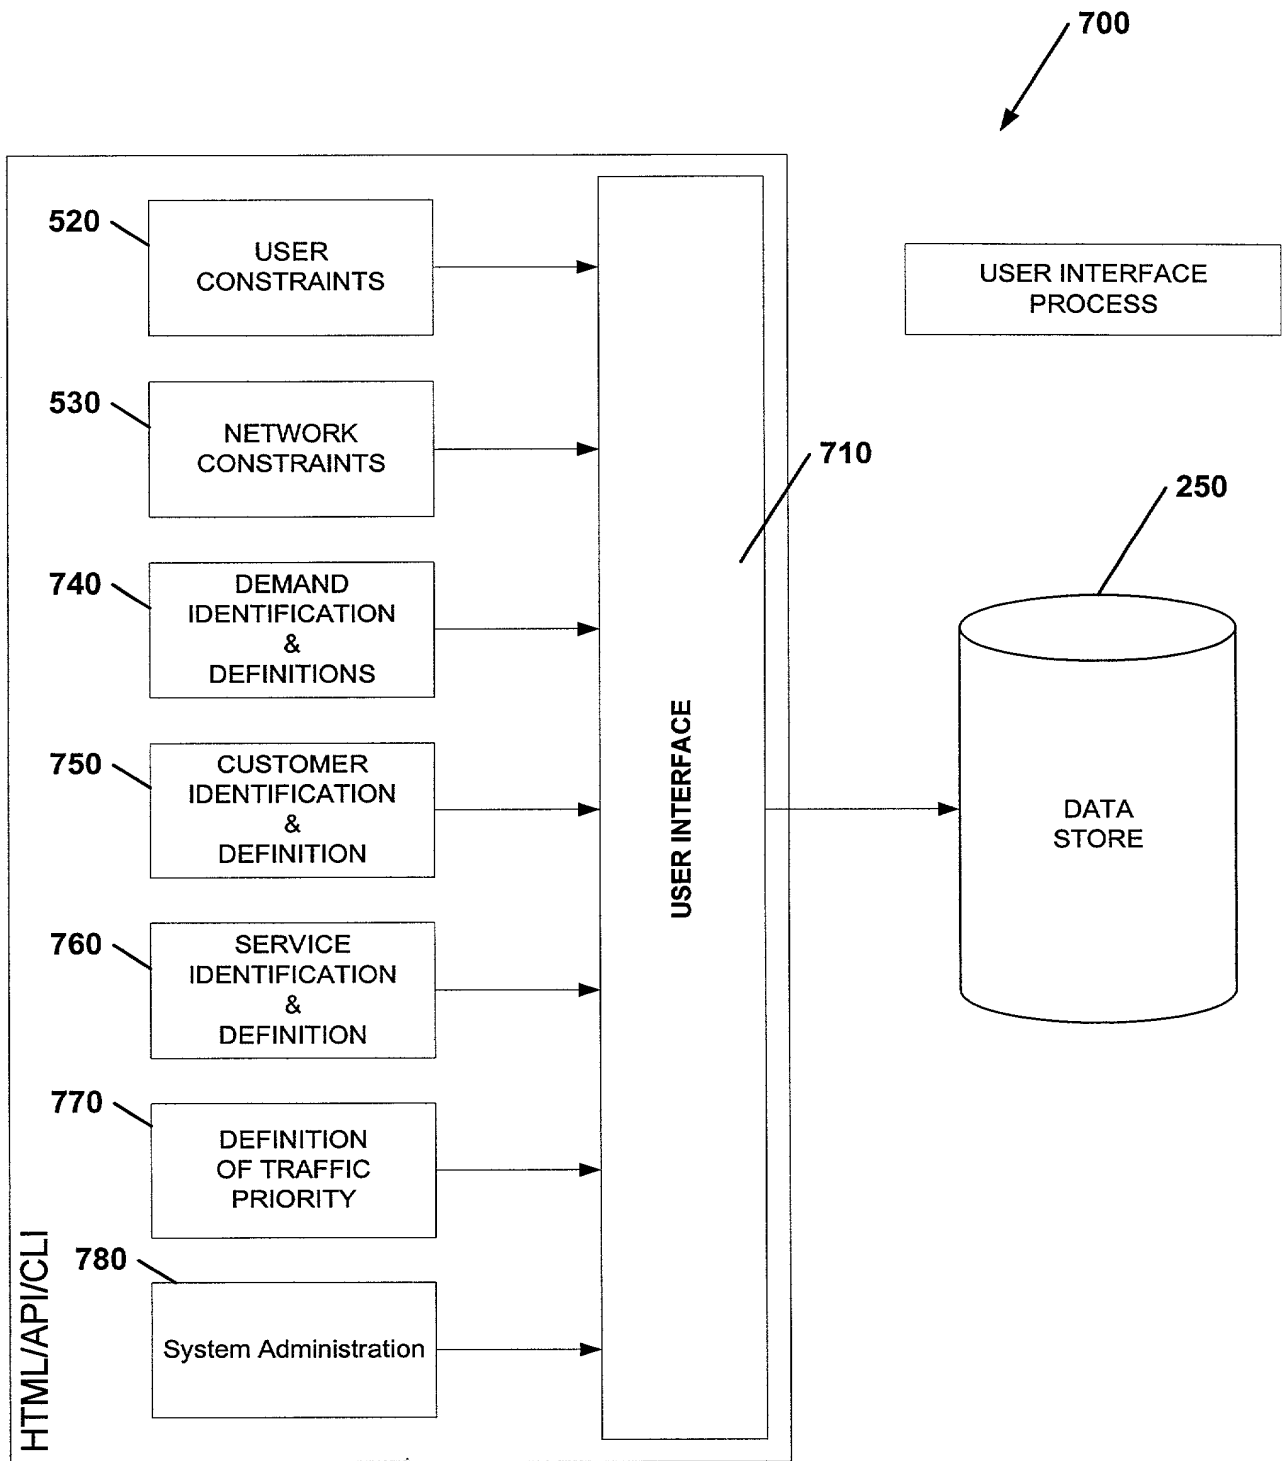 700
520
USER
CONSTRAINTS
USER INTERFACE
PROCESS
530
NETWORK
CONSTRAINTS
710
250
740
DEMAND
IDENTIFICATION
&
DEFINITIONS
750
CUSTOMER
IDENTIFICATION
&
DEFINITION
USER INTERFACE
DATA
STORE
760
SERVICE
IDENTIFICATION
&
DEFINITION
770
DEFINITION
OF TRAFFIC
PRIORITY
780
System Administration
HTML/API/CLI